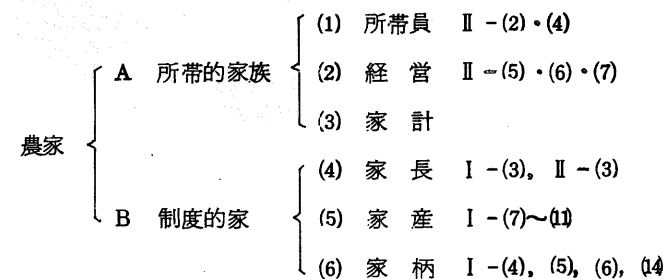 (1) 所帯員 Ⅱ-(2)・(4)
A 所帯的家族
(2) 経営 Ⅱ-(5)・(6)・(7)
(3) 家計
農家
(4) 家長 Ⅰ-(3), Ⅱ-(3)
B 制度的家
(5) 家産 Ⅰ-(7)〜(11)
(6) 家柄 Ⅰ-(4), (5), (6), (14)